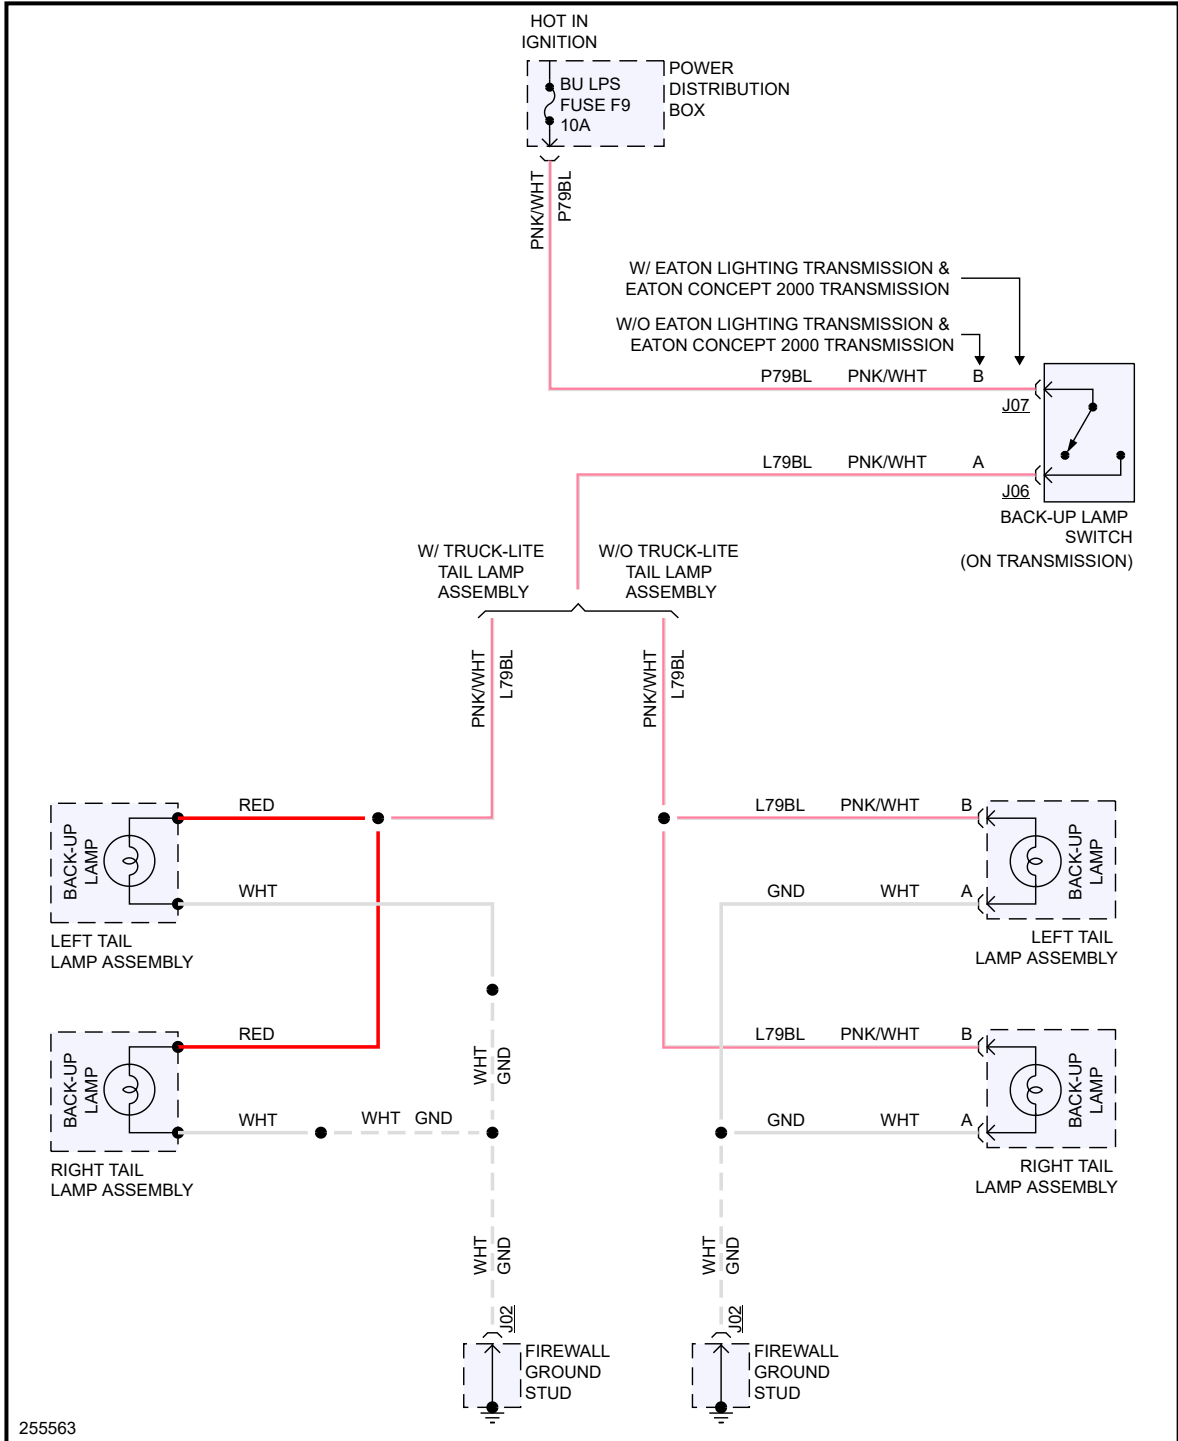 HOT IN
IGNITION
BU LPS
FUSE F9
10A
POWER
DISTRIBUTION
BOX
PNK/WHT
P79BL
W/ EATON LIGHTING TRANSMISSION &
EATON CONCEPT 2000 TRANSMISSION
W/O EATON LIGHTING TRANSMISSION &
EATON CONCEPT 2000 TRANSMISSION
P79BL PNK/WHT B
J07
L79BL PNK/WHT A
J06
BACK-UP LAMP
SWITCH
(ON TRANSMISSION)
W/ TRUCK-LITE
TAIL LAMP
ASSEMBLY
W/O TRUCK-LITE
TAIL LAMP
ASSEMBLY
PNK/WHT
L79BL
PNK/WHT
L79BL
RED
BACK-UP
LAMP
WHT
LEFT TAIL
LAMP ASSEMBLY
L79BL PNK/WHT B
BACK-UP
LAMP
GND WHT A
LEFT TAIL
LAMP ASSEMBLY
RED
BACK-UP
LAMP
WHT
WHT GND
RIGHT TAIL
LAMP ASSEMBLY
WHT
GND
L79BL PNK/WHT B
BACK-UP
LAMP
GND WHT A
RIGHT TAIL
LAMP ASSEMBLY
WHT
GND
J02
FIREWALL
GROUND
STUD
WHT
GND
J02
FIREWALL
GROUND
STUD
255563